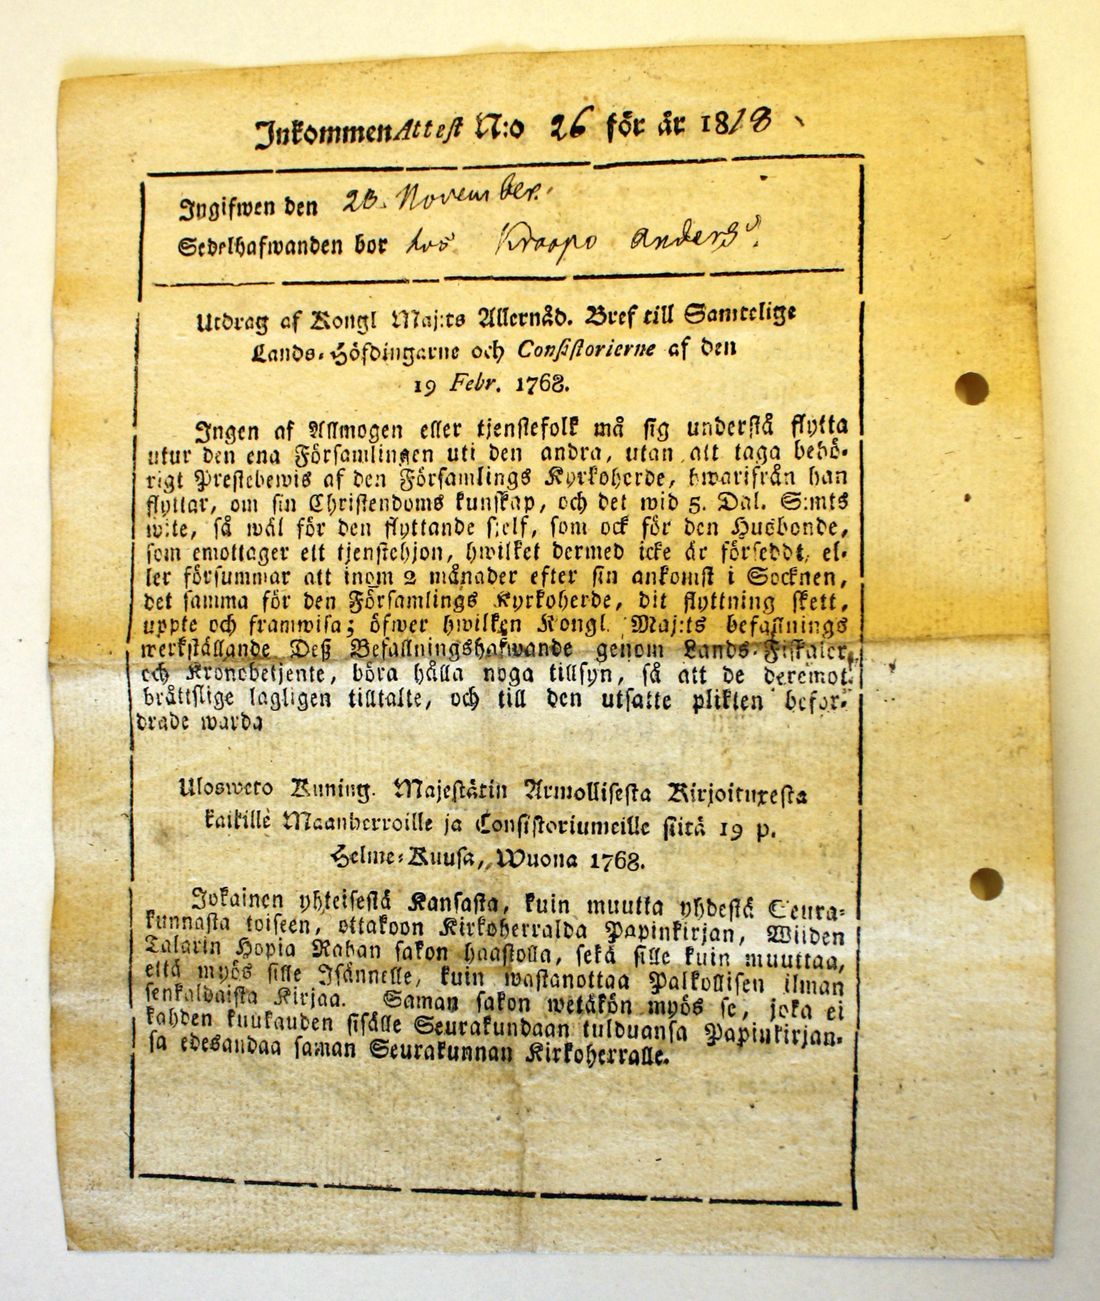 Inkommen Attest N:o 26 för år 1818
Ingifwen den 28. November.
Sedelhafwanden bor hos Kraapo Anders
Utdrag af Kongl Maj:ts Allernåd. Bref till Samtelige
Lands-Höfdingarne och Consistorierne af den
19 Febr. 1768.
Ingen af Allmogen eller tjenstefolk må sig understå flytta
utur den ena Församlingen uti den andra, utan att taga behö-
rigt Prestebewis af den Församlings Kyrkoherde, hwarifrån han
flyttar, om sin Christendoms kunskap, och det wid 5. Dal. S:mts
wite, så wäl för den flyttande sjelf, som ock för den Husbonde,
som emottager ett tjenstehjon, hwilket dermed icke är försedt, el-
ler försummar att inom 2 månader efter sin ankomst i Socknen,
det samma för den Församlings Kyrkoherde, dit flyttning skett,
uppte och framwisa; öfwer hwilken Kongl. Maj:ts befallnings
werkställande Deß Befallningshafwande genom Lands-Fiskaler
och Kronobetjente, böra hålla noga tillsyn, så att de deremot
bråttslige lagligen tilltalte, och till den utsatte plikten befor-
drade warda
Ulosweto Kuning. Majestätin Armollisesta Kirjoituxesta
kaikille Maanherroille ja Consistoriumeille siitä 19 p.
Helme-Kuusa, Wuona 1768.
Jokainen yhteisestä Kansasta, kuin muutta yhdestä Ceura-
kunnasta toiseen, ottakoon Kirkoherralda Papinkirjan, Wiiden
Talarin Hopia Rahan sakon haastolla, sekä sille kuin muuttaa,
että myös sille Isännelle, kuin wastanottaa Palkollisen ilman
senkaldaista Kirjaa. Saman sakon wetäkön myös se, joka ei
kahden kuukauden sisälle Seurakundaan tulduansa Papinkirjan-
sa edesandaa saman Seurakunnan Kirkoherralle.